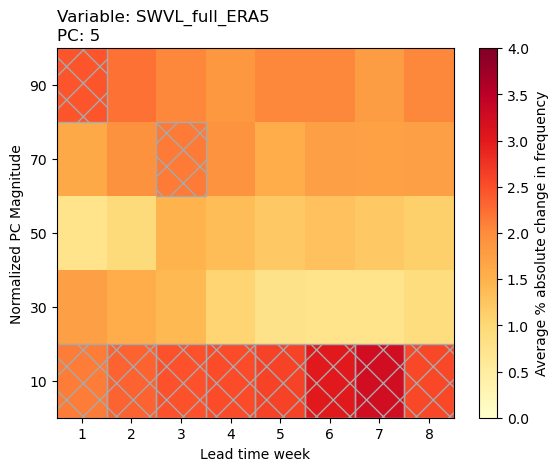 Variable: SWVL_full_ERA5
PC: 5
Normalized PC Magnitude
90
70
50
30
10
1 2 3 4 5 6 7 8
Lead time week
4.0
3.5
3.0
2.5
2.0
1.5
1.0
0.5
0.0
Average % absolute change in frequency